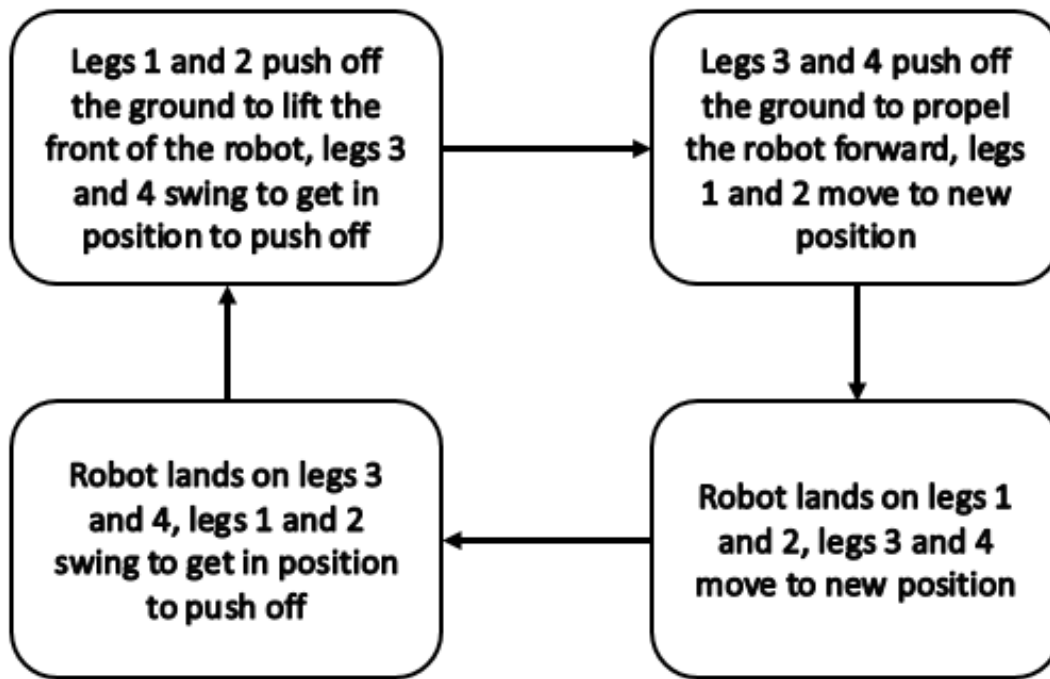 Legs 1 and 2 push off
the ground to lift the
front of the robot, legs 3
and 4 swing to get in
position to push off
Legs 3 and 4 push off
the ground to propel
the robot forward, legs
1 and 2 move to new
position
Robot lands on legs 3
and 4, legs 1 and 2
swing to get in position
to push off
Robot lands on legs 1
and 2, legs 3 and 4
move to new position